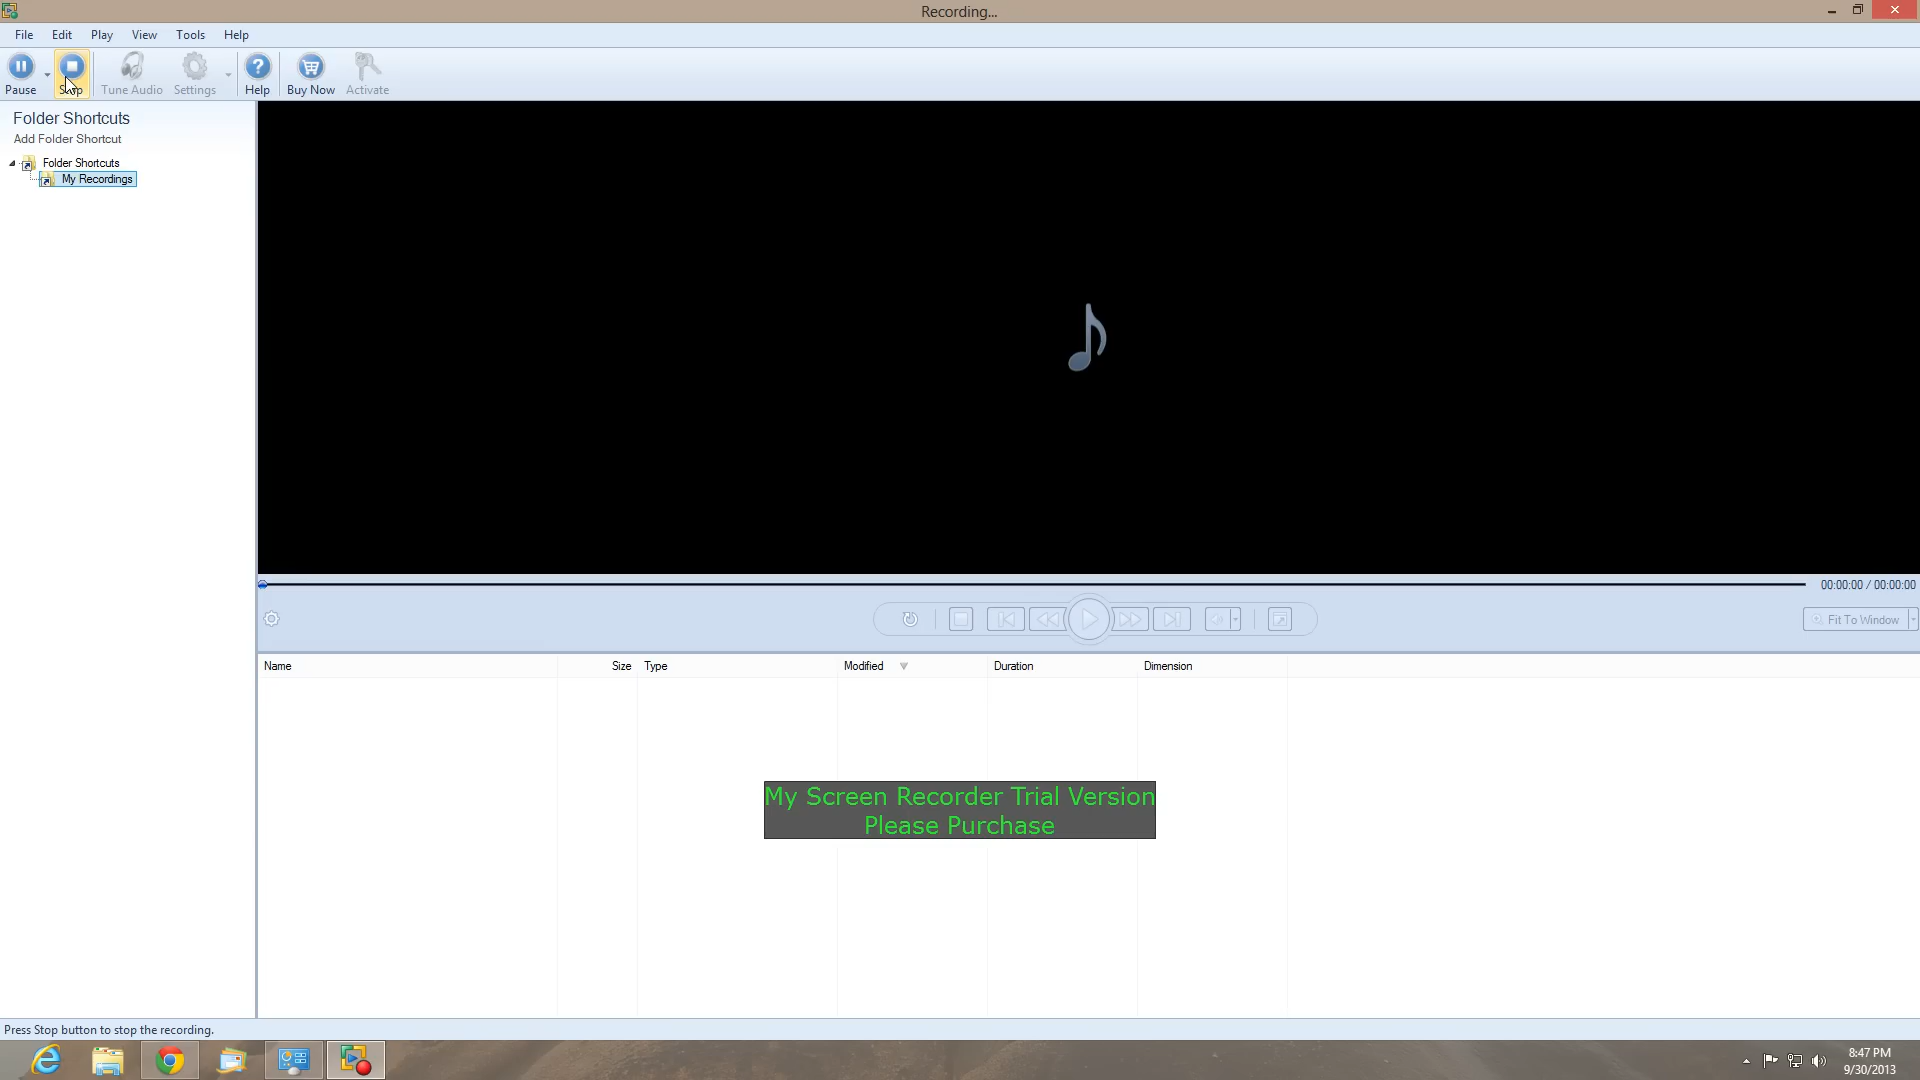 Recording...
File Edit Play View Tools Help
Pause Stop Tune Audio Settings Help Buy Now Activate
Folder Shortcuts
Add Folder Shortcut
Folder Shortcuts
My Recordings
00:00:00 / 00:00:00
Fit To Window
Name Size Type Modified Duration Dimension
My Screen Recorder Trial Version
Please Purchase
Press Stop button to stop the recording.
8:47 PM
9/30/2013